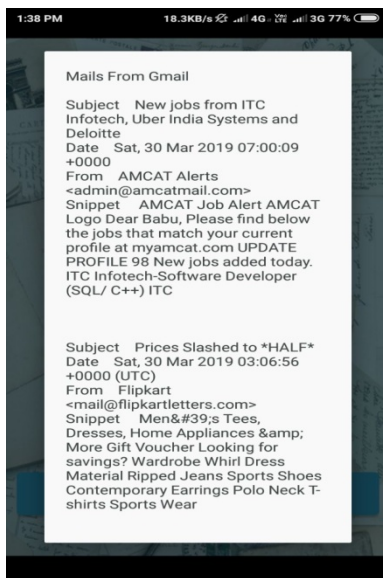 1:38 PM 18.3KB/s 4G VoLTE 3G 77%
Mails From Gmail
Subject New jobs from ITC
Infotech, Uber India Systems and
Deloitte
Date Sat, 30 Mar 2019 07:00:09
+0000
From AMCAT Alerts
<admin@amcatmail.com>
Snippet AMCAT Job Alert AMCAT
Logo Dear Babu, Please find below
the jobs that match your current
profile at myamcat.com UPDATE
PROFILE 98 New jobs added today.
ITC Infotech-Software Developer
(SQL/ C++) ITC
Subject Prices Slashed to *HALF*
Date Sat, 30 Mar 2019 03:06:56
+0000 (UTC)
From Flipkart
<mail@flipkartletters.com>
Snippet Men&#39;s Tees,
Dresses, Home Appliances &amp;
More Gift Voucher Looking for
savings? Wardrobe Whirl Dress
Material Ripped Jeans Sports Shoes
Contemporary Earrings Polo Neck T-
shirts Sports Wear